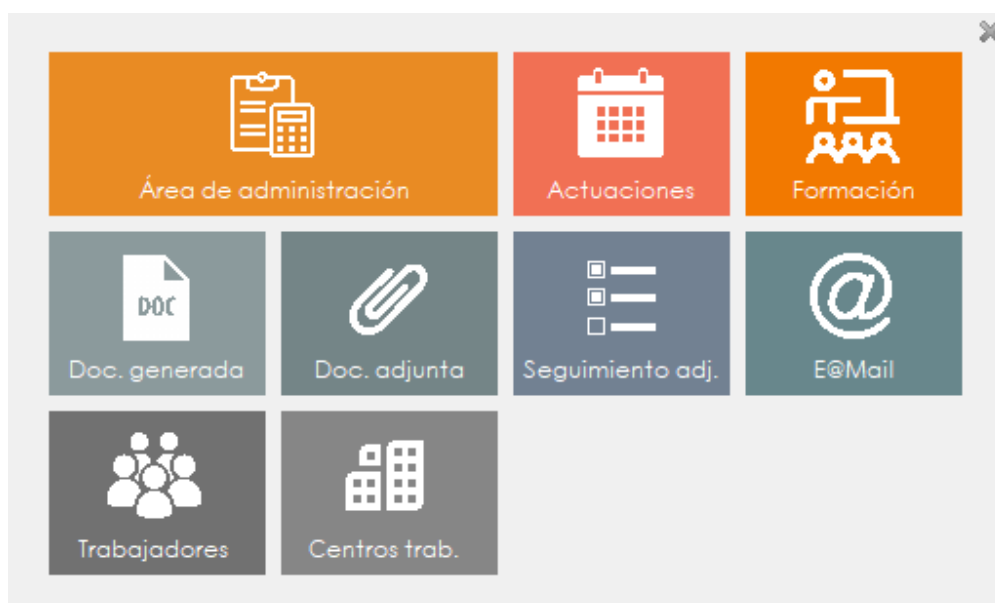 Área de administración
Actuaciones
Formación
DOC
Doc. generada
Doc. adjunta
Seguimiento adj.
@
E@Mail
Trabajadores
Centros trab.